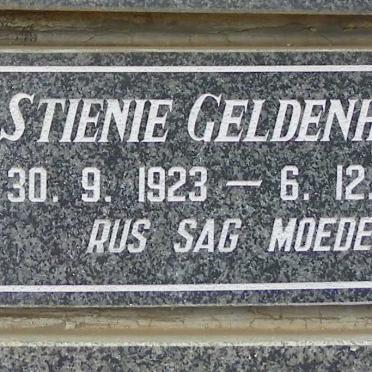 STIENIE GELDENH
30. 9. 1923 — 6. 12.
RUS SAG MOEDE